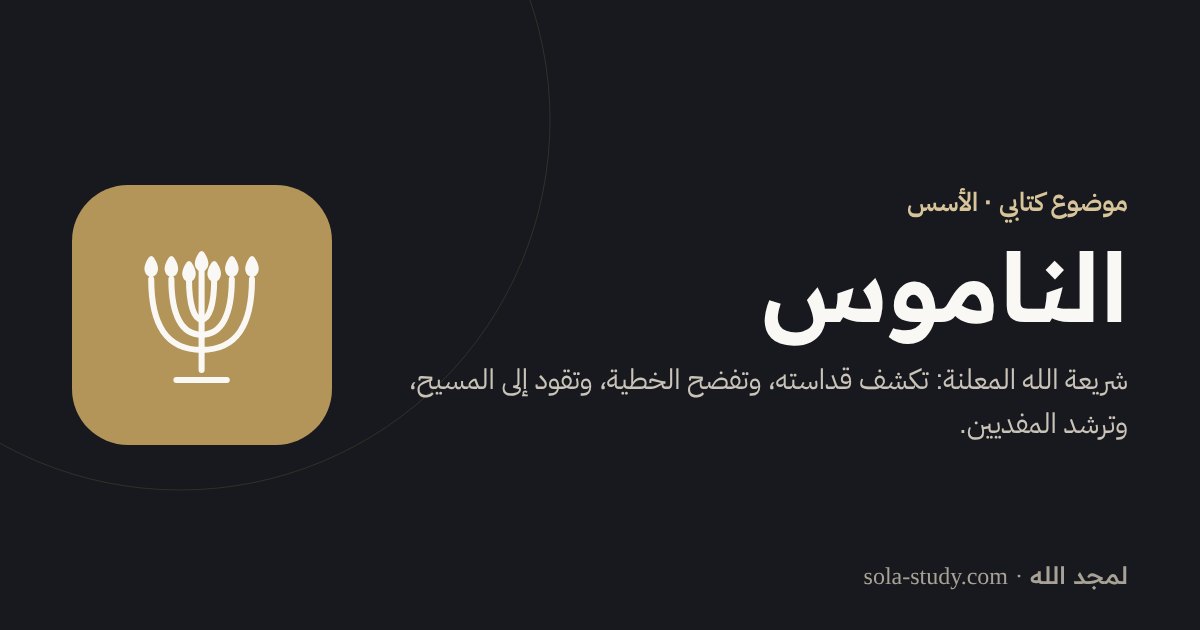 موضوع كتابي · الأسس
الناموس
شريعة الله المعلنة: تكشف قداسته، وتفضح الخطية، وتقود إلى المسيح،
وترشد المفديين.
لمجد الله · sola-study.com